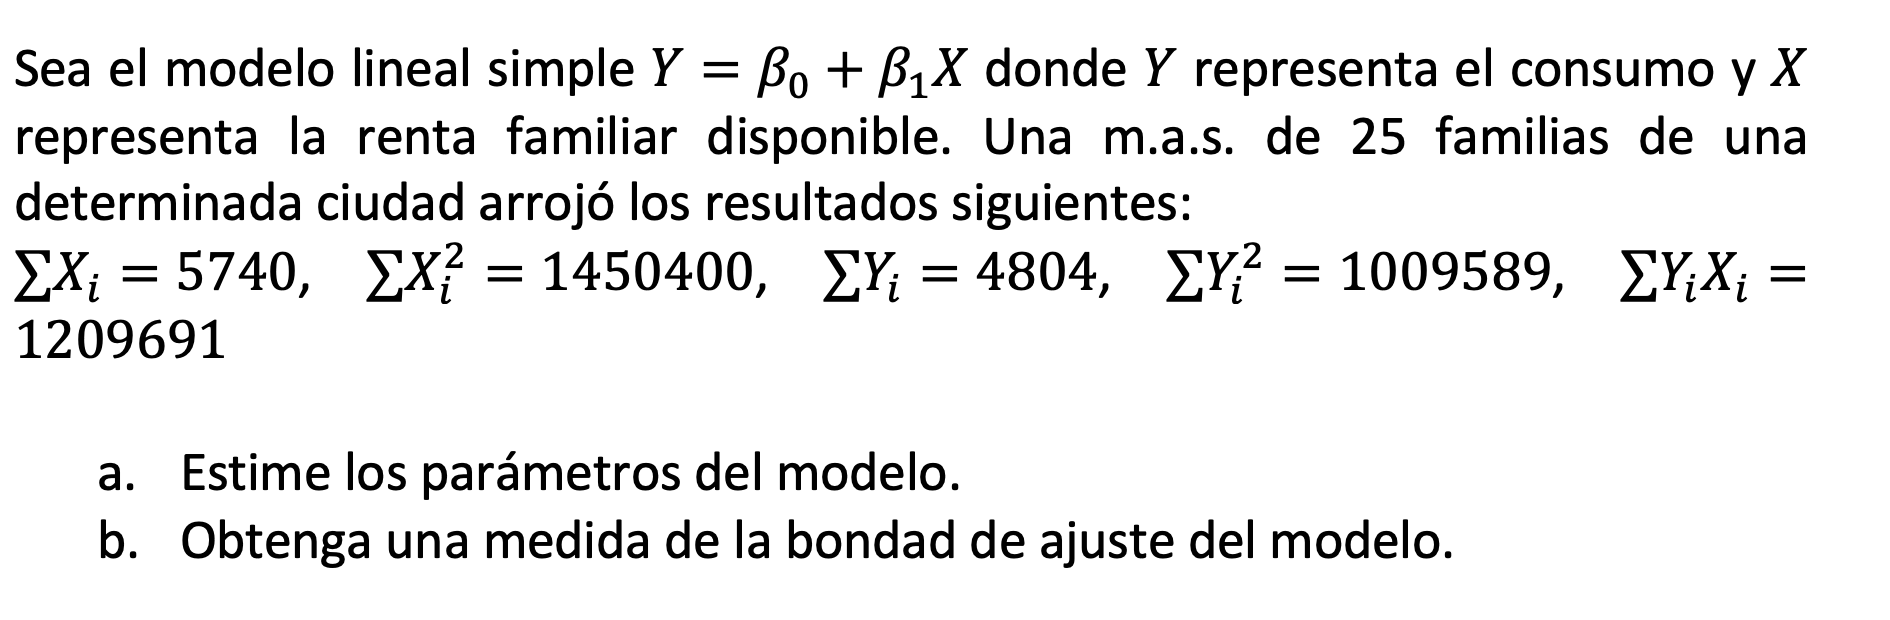 Sea el modelo lineal simple Y = β₀ + β₁X donde Y representa el consumo y X
representa la renta familiar disponible. Una m.a.s. de 25 familias de una
determinada ciudad arrojó los resultados siguientes:
∑Xᵢ = 5740, ∑Xᵢ² = 1450400, ∑Yᵢ = 4804, ∑Yᵢ² = 1009589, ∑YᵢXᵢ =
1209691
a. Estime los parámetros del modelo.
b. Obtenga una medida de la bondad de ajuste del modelo.